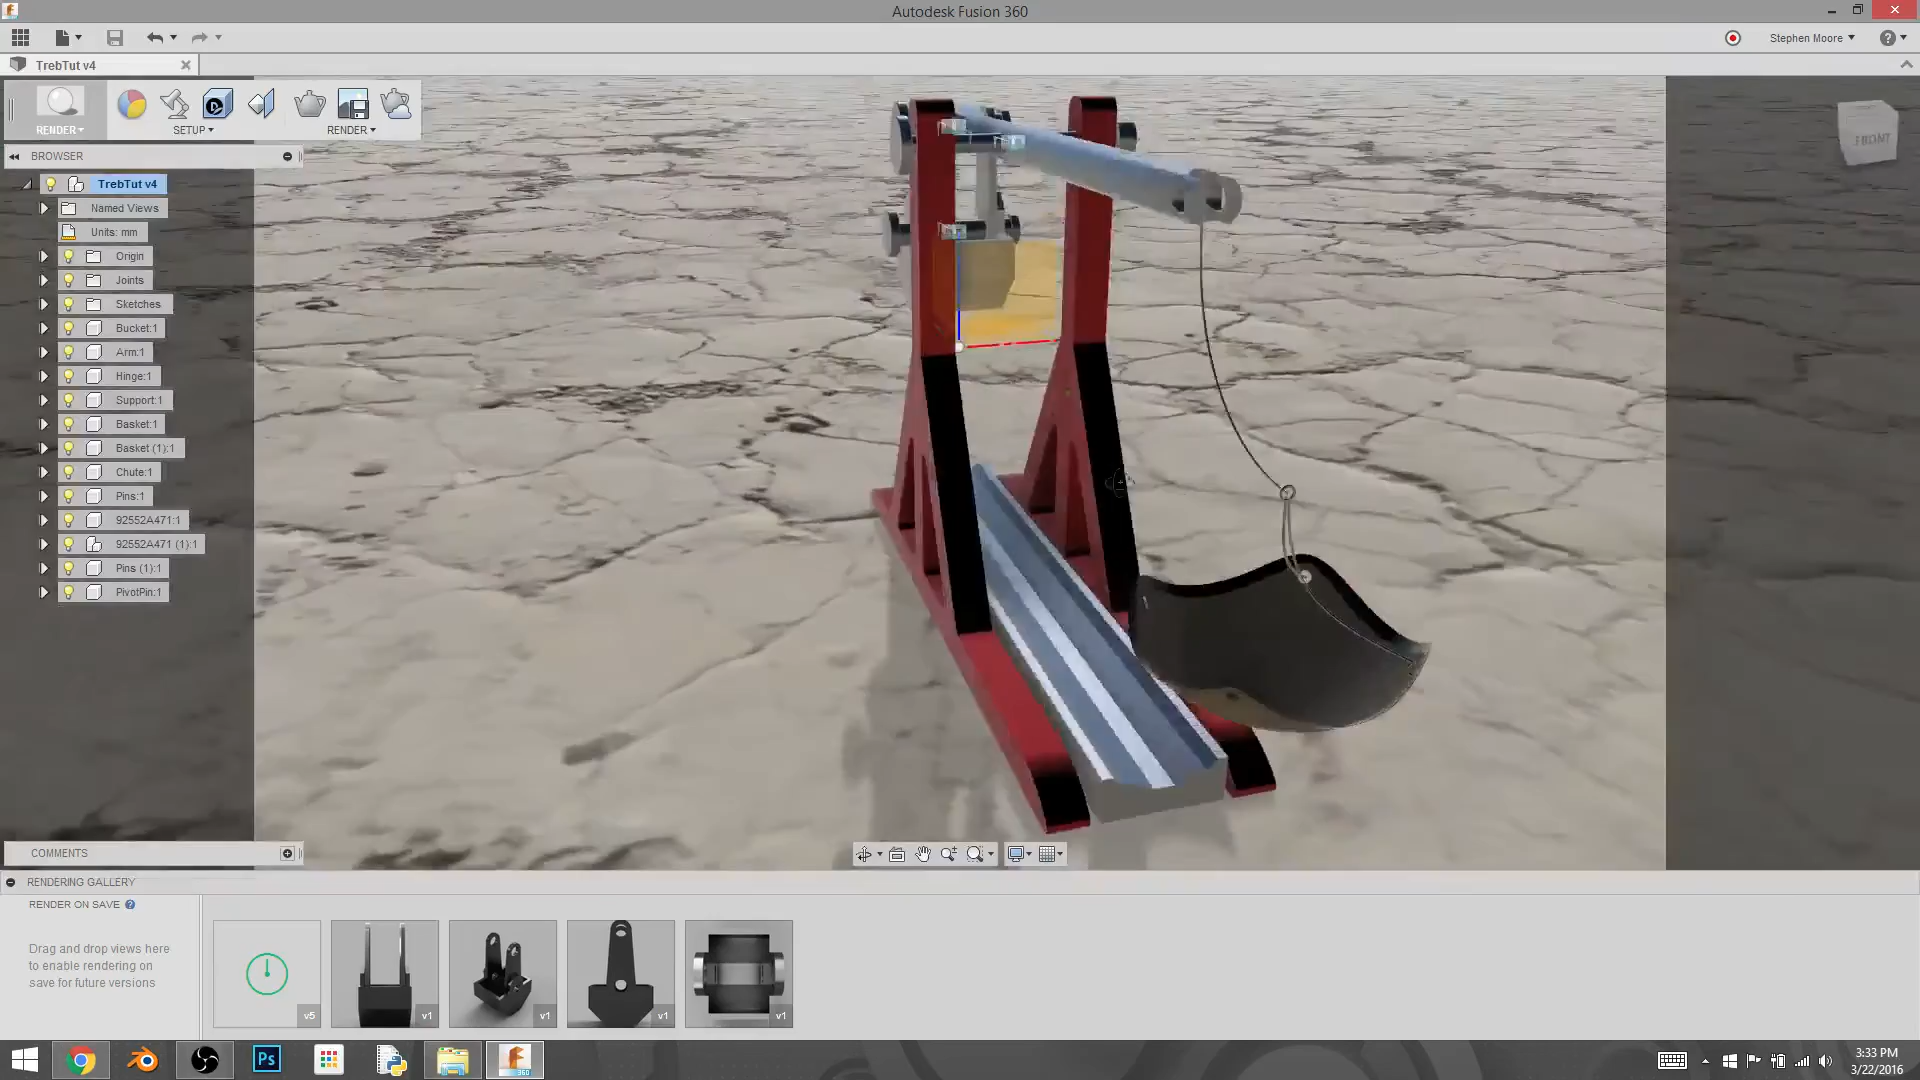 Autodesk Fusion 360
Stephen Moore
TrebTut v4
RENDER
SETUP
RENDER
FRONT
BROWSER
TrebTut v4
Named Views
Units: mm
Origin
Joints
Sketches
Bucket:1
Arm:1
Hinge:1
Support:1
Basket:1
Basket (1):1
Chute:1
Pins:1
92552A471:1
92552A471 (1):1
Pins (1):1
PivotPin:1
COMMENTS
RENDERING GALLERY
RENDER ON SAVE
Drag and drop views here
to enable rendering on
save for future versions
v5
v1
v1
v1
v1
Ps
360
3:33 PM
3/22/2016